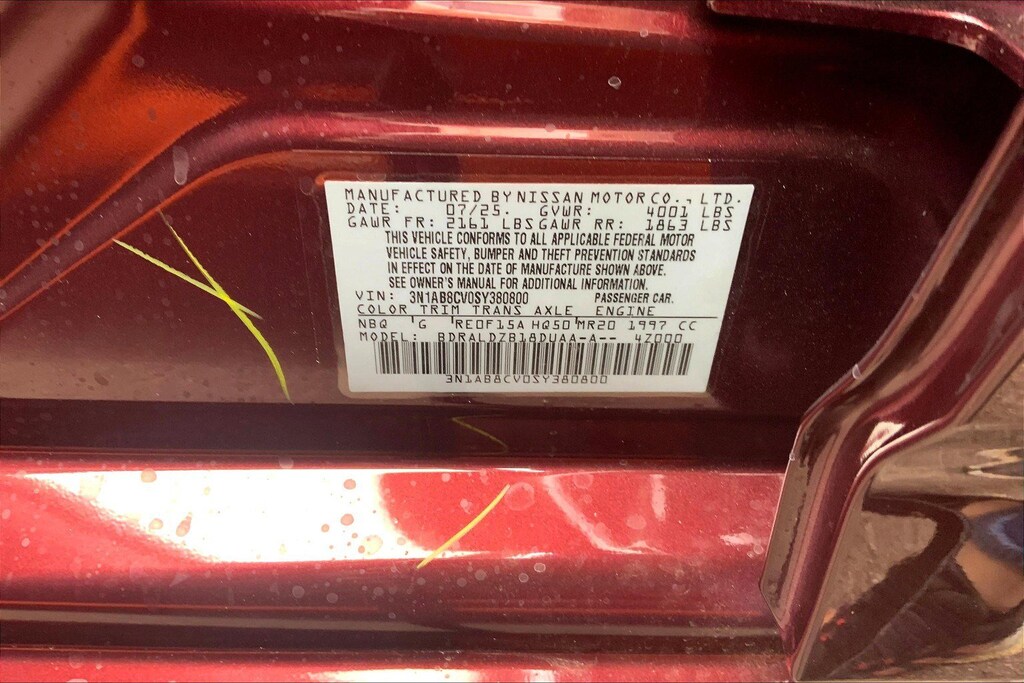 MANUFACTURED BY NISSAN MOTOR CO., LTD.
DATE: 07/25. GVWR: 4001 LBS
GAWR FR: 2161 LBS GAWR RR: 1863 LBS
THIS VEHICLE CONFORMS TO ALL APPLICABLE FEDERAL MOTOR
VEHICLE SAFETY, BUMPER AND THEFT PREVENTION STANDARDS
IN EFFECT ON THE DATE OF MANUFACTURE SHOWN ABOVE.
SEE OWNER'S MANUAL FOR ADDITIONAL INFORMATION.
VIN: 3N1AB8CV0SY380800 PASSENGER CAR.
COLOR TRIM TRANS AXLE ENGINE
NBQ G RE0F15A HQ50 MR20 1997 CC
MODEL: BDRALDZB18DUAA-A-- 4Z000
3N1AB8CV0SY380800